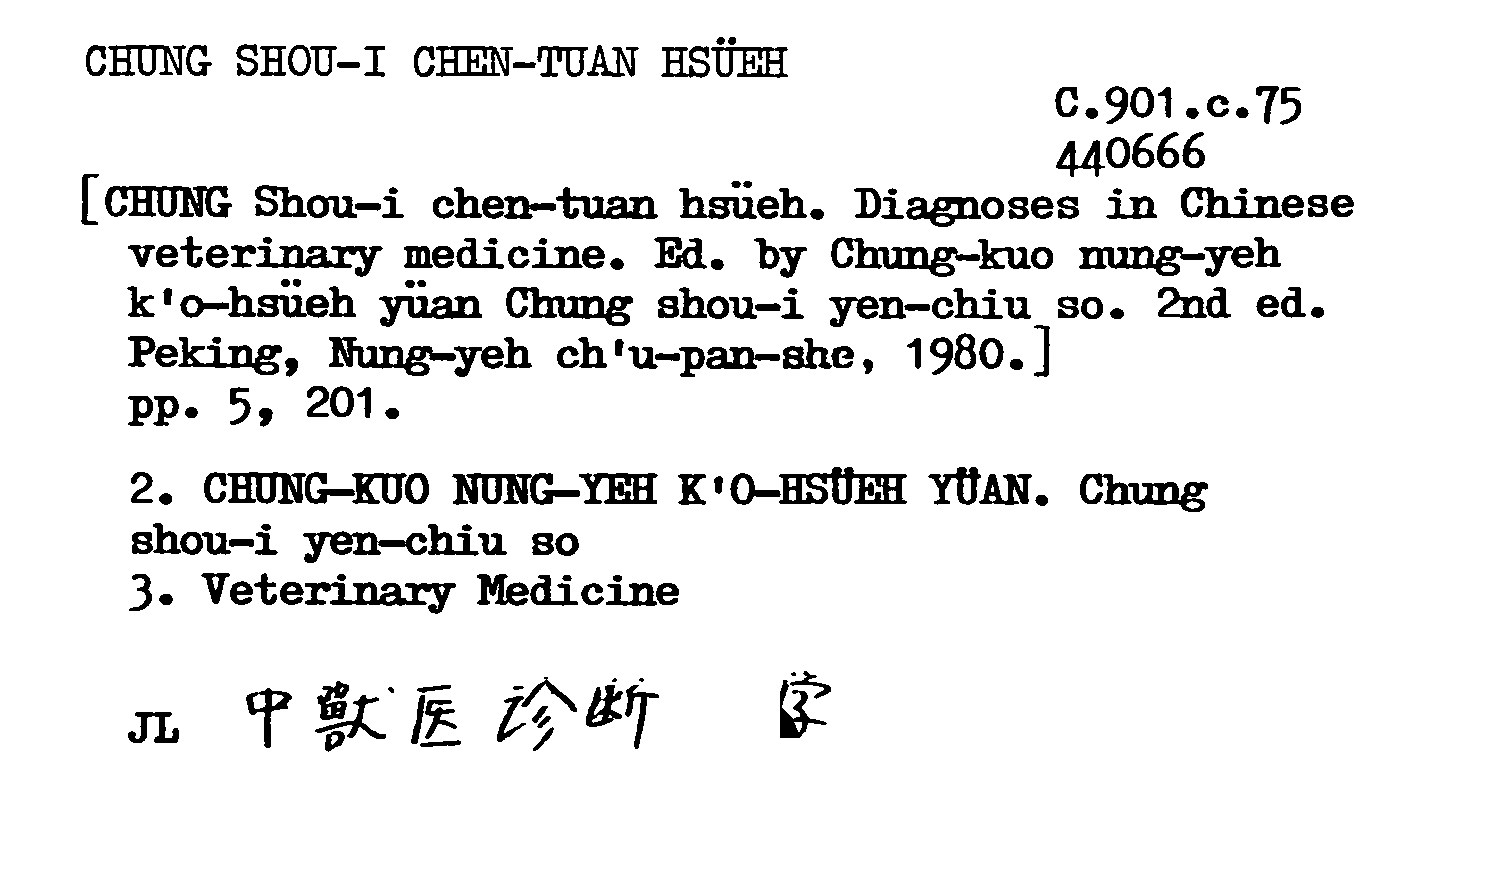 CHUNG SHOU-I CHEN-TUAN HSÜEH
C.901.c.75
440666
[CHUNG Shou-i chen-tuan hsüeh. Diagnoses in Chinese
veterinary medicine. Ed. by Chung-kuo nung-yeh
k'o-hsüeh yüan Chung shou-i yen-chiu so. 2nd ed.
Peking, Nung-yeh ch'u-pan-she, 1980.]
pp. 5, 201.
2. CHUNG-KUO NUNG-YEH K'O-HSÜEH YÜAN. Chung
shou-i yen-chiu so
3. Veterinary Medicine
JL 中獸医诊断 学